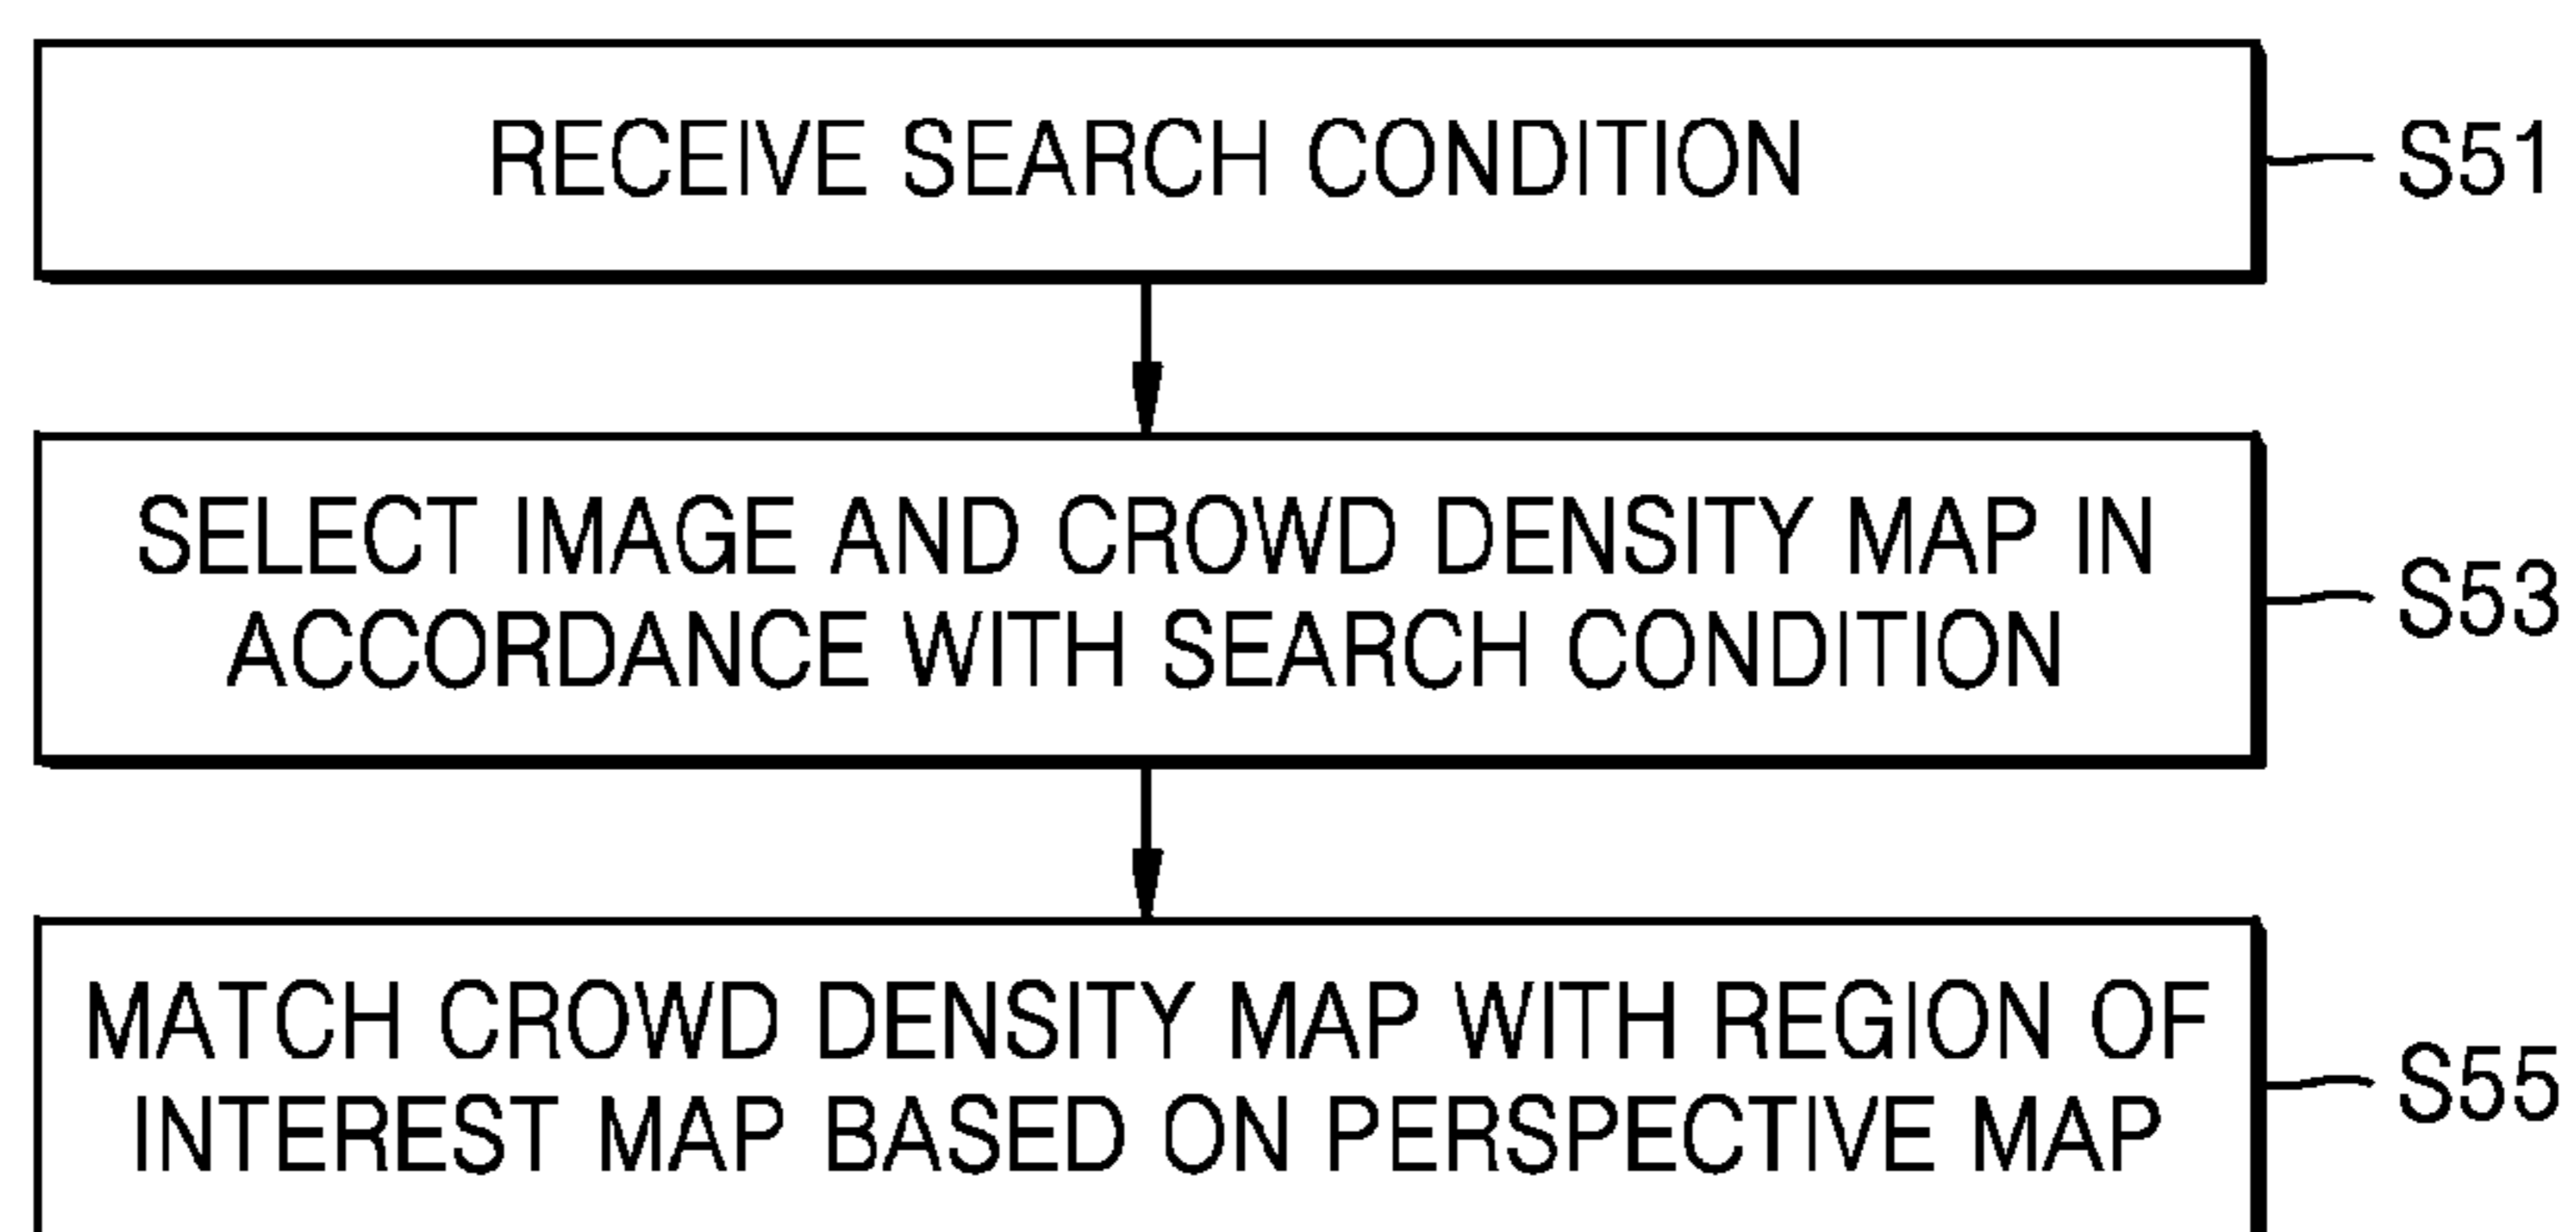 RECEIVE SEARCH CONDITION
S51
SELECT IMAGE AND CROWD DENSITY MAP IN
ACCORDANCE WITH SEARCH CONDITION
S53
MATCH CROWD DENSITY MAP WITH REGION OF
INTEREST MAP BASED ON PERSPECTIVE MAP
S55